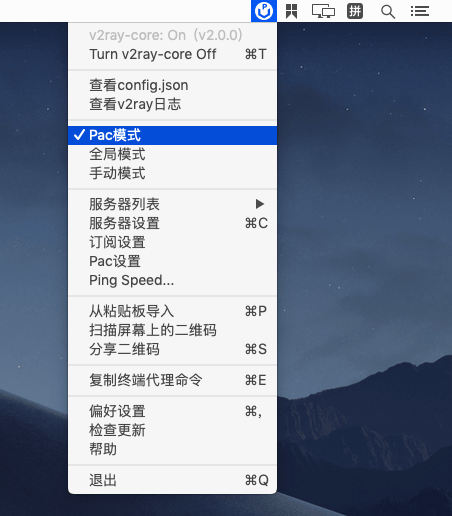 拼
v2ray-core: On (v2.0.0)
Turn v2ray-core Off ⌘T
查看config.json
查看v2ray日志
✓ Pac模式
全局模式
手动模式
服务器列表 ▶
服务器设置 ⌘C
订阅设置
Pac设置
Ping Speed...
从粘贴板导入 ⌘P
扫描屏幕上的二维码
分享二维码 ⌘S
复制终端代理命令 ⌘E
偏好设置 ⌘,
检查更新
帮助
退出 ⌘Q